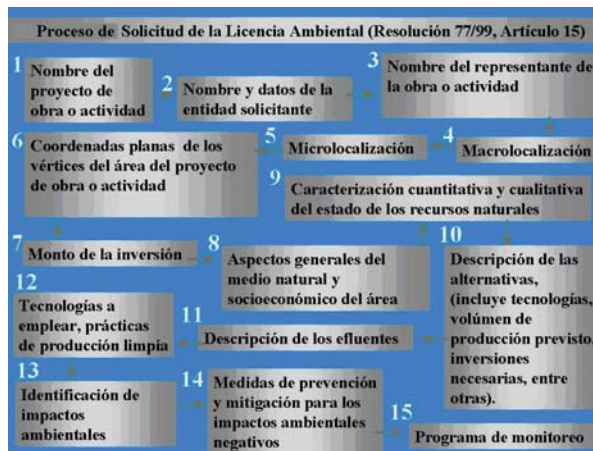 Proceso de Solicitud de la Licencia Ambiental (Resolución 77/99, Artículo 15)
1
Nombre del
proyecto de
obra o actividad
2
Nombre y datos de la
entidad solicitante
3
Nombre del representante de
la obra o actividad
4
Macrolocalización
5
Microlocalización
6
Coordenadas planas de los
vértices del área del proyecto
de obra o actividad
7
Monto de la inversión
8
Aspectos generales del
medio natural y
socioeconómico del área
9
Caracterización cuantitativa y cualitativa
del estado de los recursos naturales
10
Descripción de las
alternativas,
(incluye tecnologías,
volúmen de
producción previsto,
inversiones
necesarias, entre
otras).
11
Descripción de los efluentes
12
Tecnologías a
emplear, prácticas
de producción limpia
13
Identificación de
impactos
ambientales
14
Medidas de prevención
y mitigación para los
impactos ambientales
negativos
15
Programa de monitoreo